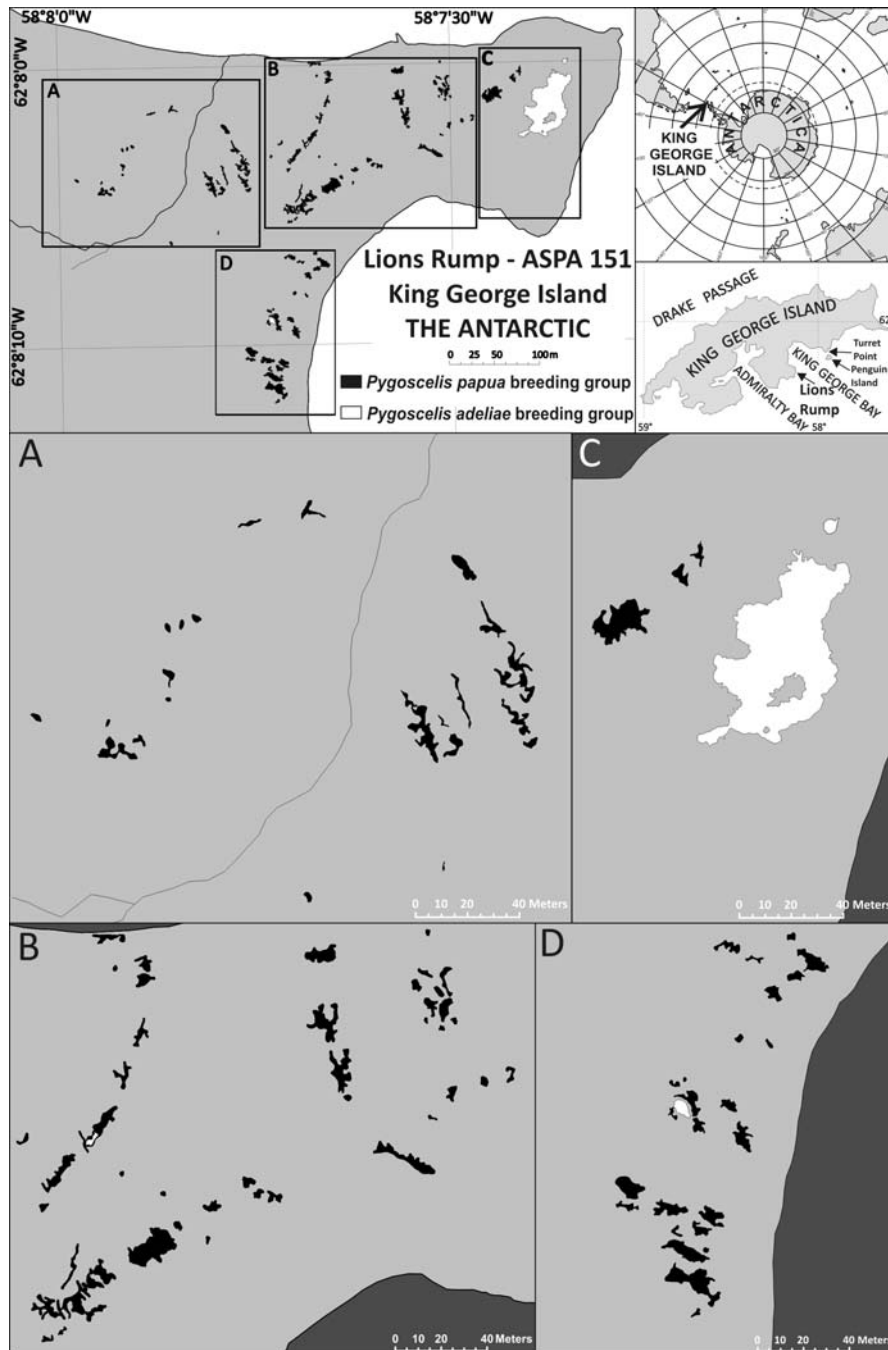 58°8'0"W
58°7'30"W
62°8'0"W
62°8'10"W
A
B
C
D
Lions Rump - ASPA 151
King George Island
THE ANTARCTIC
0 25 50 100m
Pygoscelis papua breeding group
Pygoscelis adeliae breeding group
ANTARCTICA
KING
GEORGE
ISLAND
DRAKE PASSAGE
KING GEORGE ISLAND
62
Turret
Point
Penguin
Island
KING GEORGE BAY
ADMIRALTY BAY
Lions
Rump
59°
58°
A
0 10 20 40 Meters
C
0 10 20 40 Meters
B
0 10 20 40 Meters
D
0 10 20 40 Meters